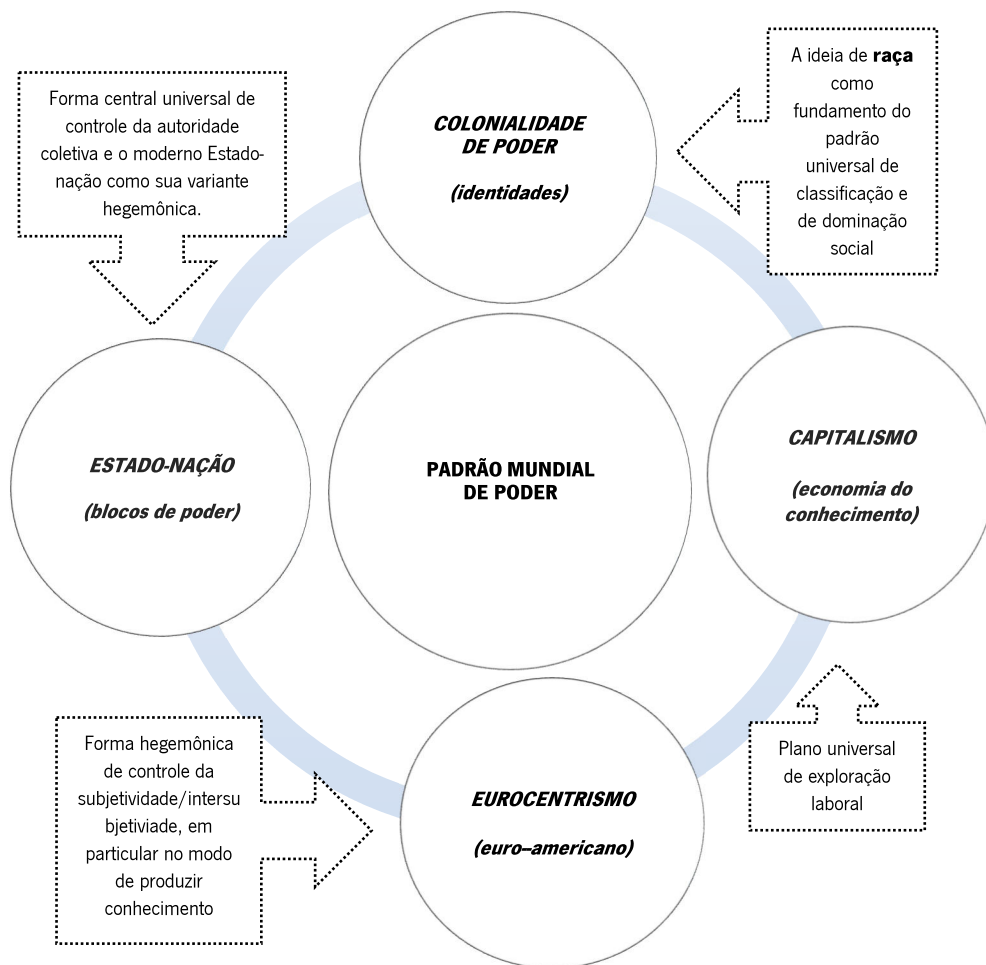 COLONIALIDADE
DE PODER
(identidades)
A ideia de raça
como
fundamento do
padrão
universal de
classificação e
de dominação
social
Forma central universal de
controle da autoridade
coletiva e o moderno Estado-
nação como sua variante
hegemônica.
ESTADO-NAÇÃO
(blocos de poder)
PADRÃO MUNDIAL
DE PODER
CAPITALISMO
(economia do
conhecimento)
Forma hegemônica
de controle da
subjetividade/intersu
bjetiviade, em
particular no modo
de produzir
conhecimento
EUROCENTRISMO
(euro–americano)
Plano universal
de exploração
laboral